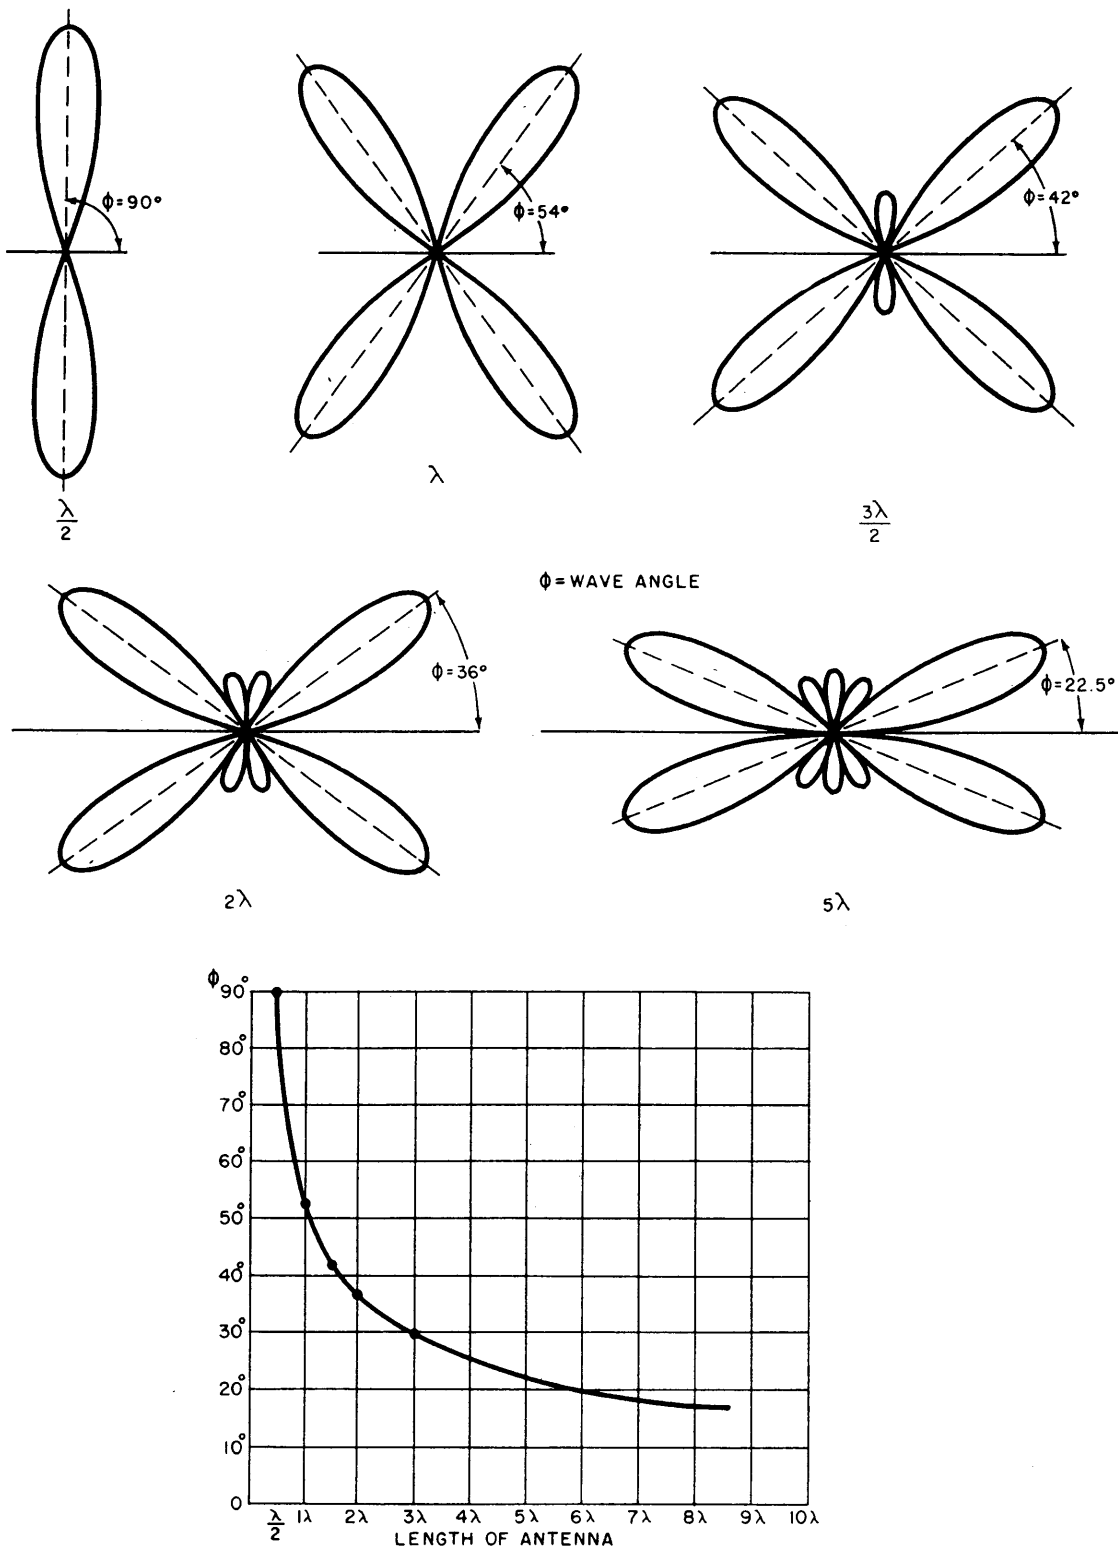 ϕ=90°
ϕ=54°
ϕ=42°
λ/2
λ
3λ/2
ϕ=WAVE ANGLE
ϕ=36°
ϕ=22.5°
2λ
5λ
ϕ
90°
80°
70°
60°
50°
40°
30°
20°
10°
0
λ/2 1λ 2λ 3λ 4λ 5λ 6λ 7λ 8λ 9λ 10λ
LENGTH OF ANTENNA